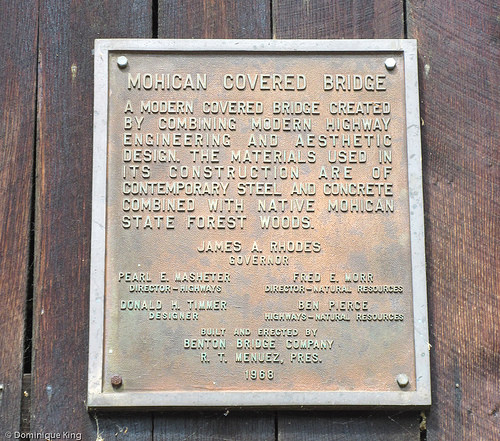 MOHICAN COVERED BRIDGE
A MODERN COVERED BRIDGE CREATED
BY COMBINING MODERN HIGHWAY
ENGINEERING AND AESTHETIC
DESIGN. THE MATERIALS USED IN
ITS CONSTRUCTION ARE OF
CONTEMPORARY STEEL AND CONCRETE
COMBINED WITH NATIVE MOHICAN
STATE FOREST WOODS.
JAMES A. RHODES
GOVERNOR
PEARL E. MASHETER FRED E. MORR
DIRECTOR-HIGHWAYS DIRECTOR-NATURAL RESOURCES
DONALD H. TIMMER BEN PIERCE
DESIGNER HIGHWAYS-NATURAL RESOURCES
BUILT AND ERECTED BY
BENTON BRIDGE COMPANY
R. T. MENUEZ, PRES.
1968
© Dominique King